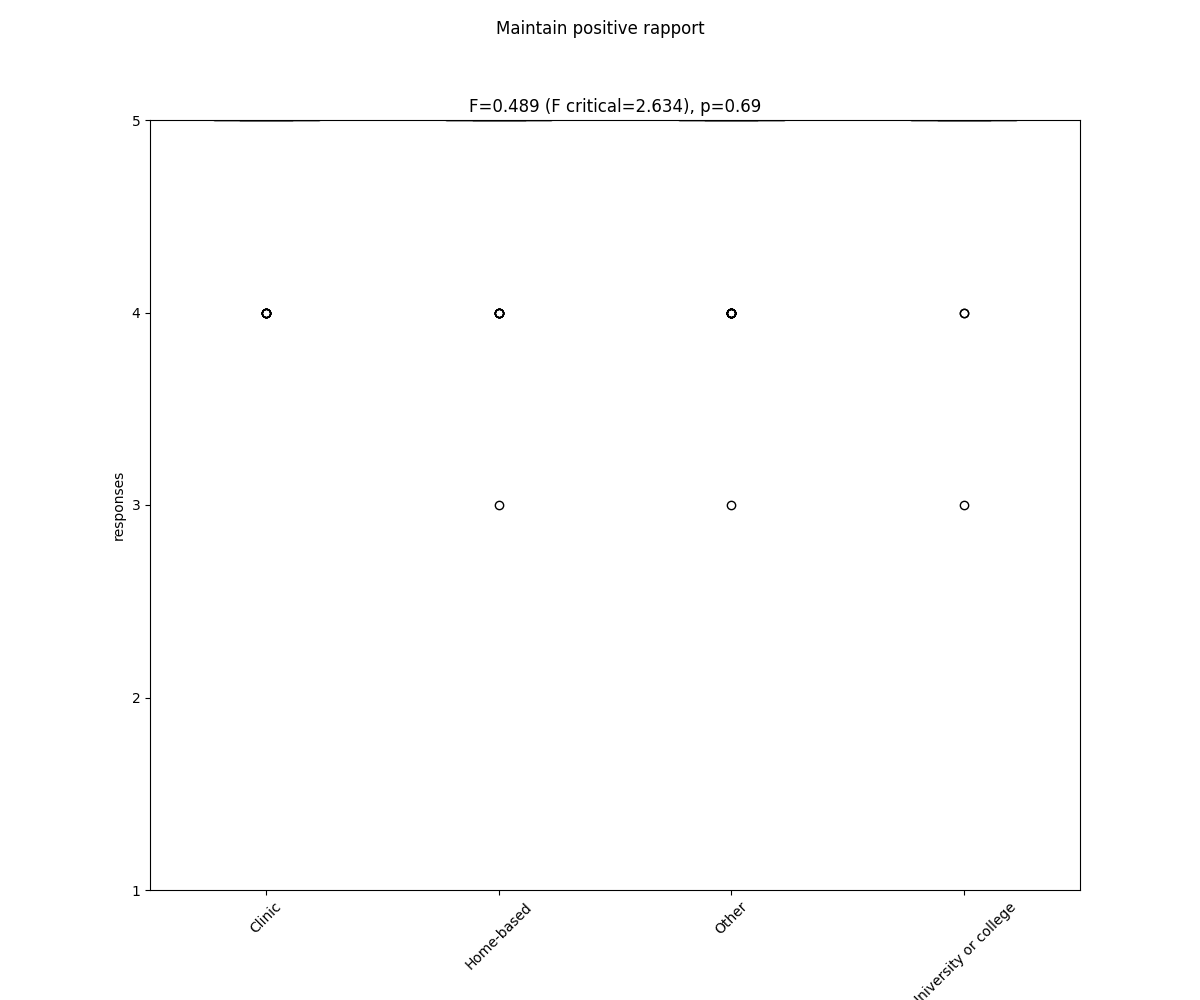 Maintain positive rapport
F=0.489 (F critical=2.634), p=0.69
5
4
3
2
1
responses
Clinic
Home-based
Other
niversity or college